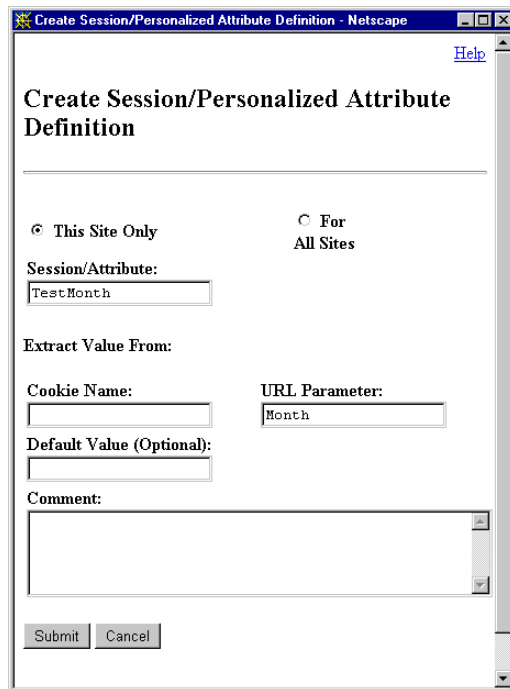 Create Session/Personalized Attribute Definition - Netscape
Help
Create Session/Personalized Attribute
Definition
This Site Only
For
All Sites
Session/Attribute:
TestMonth
Extract Value From:
Cookie Name:
URL Parameter:
Month
Default Value (Optional):
Comment:
Submit
Cancel